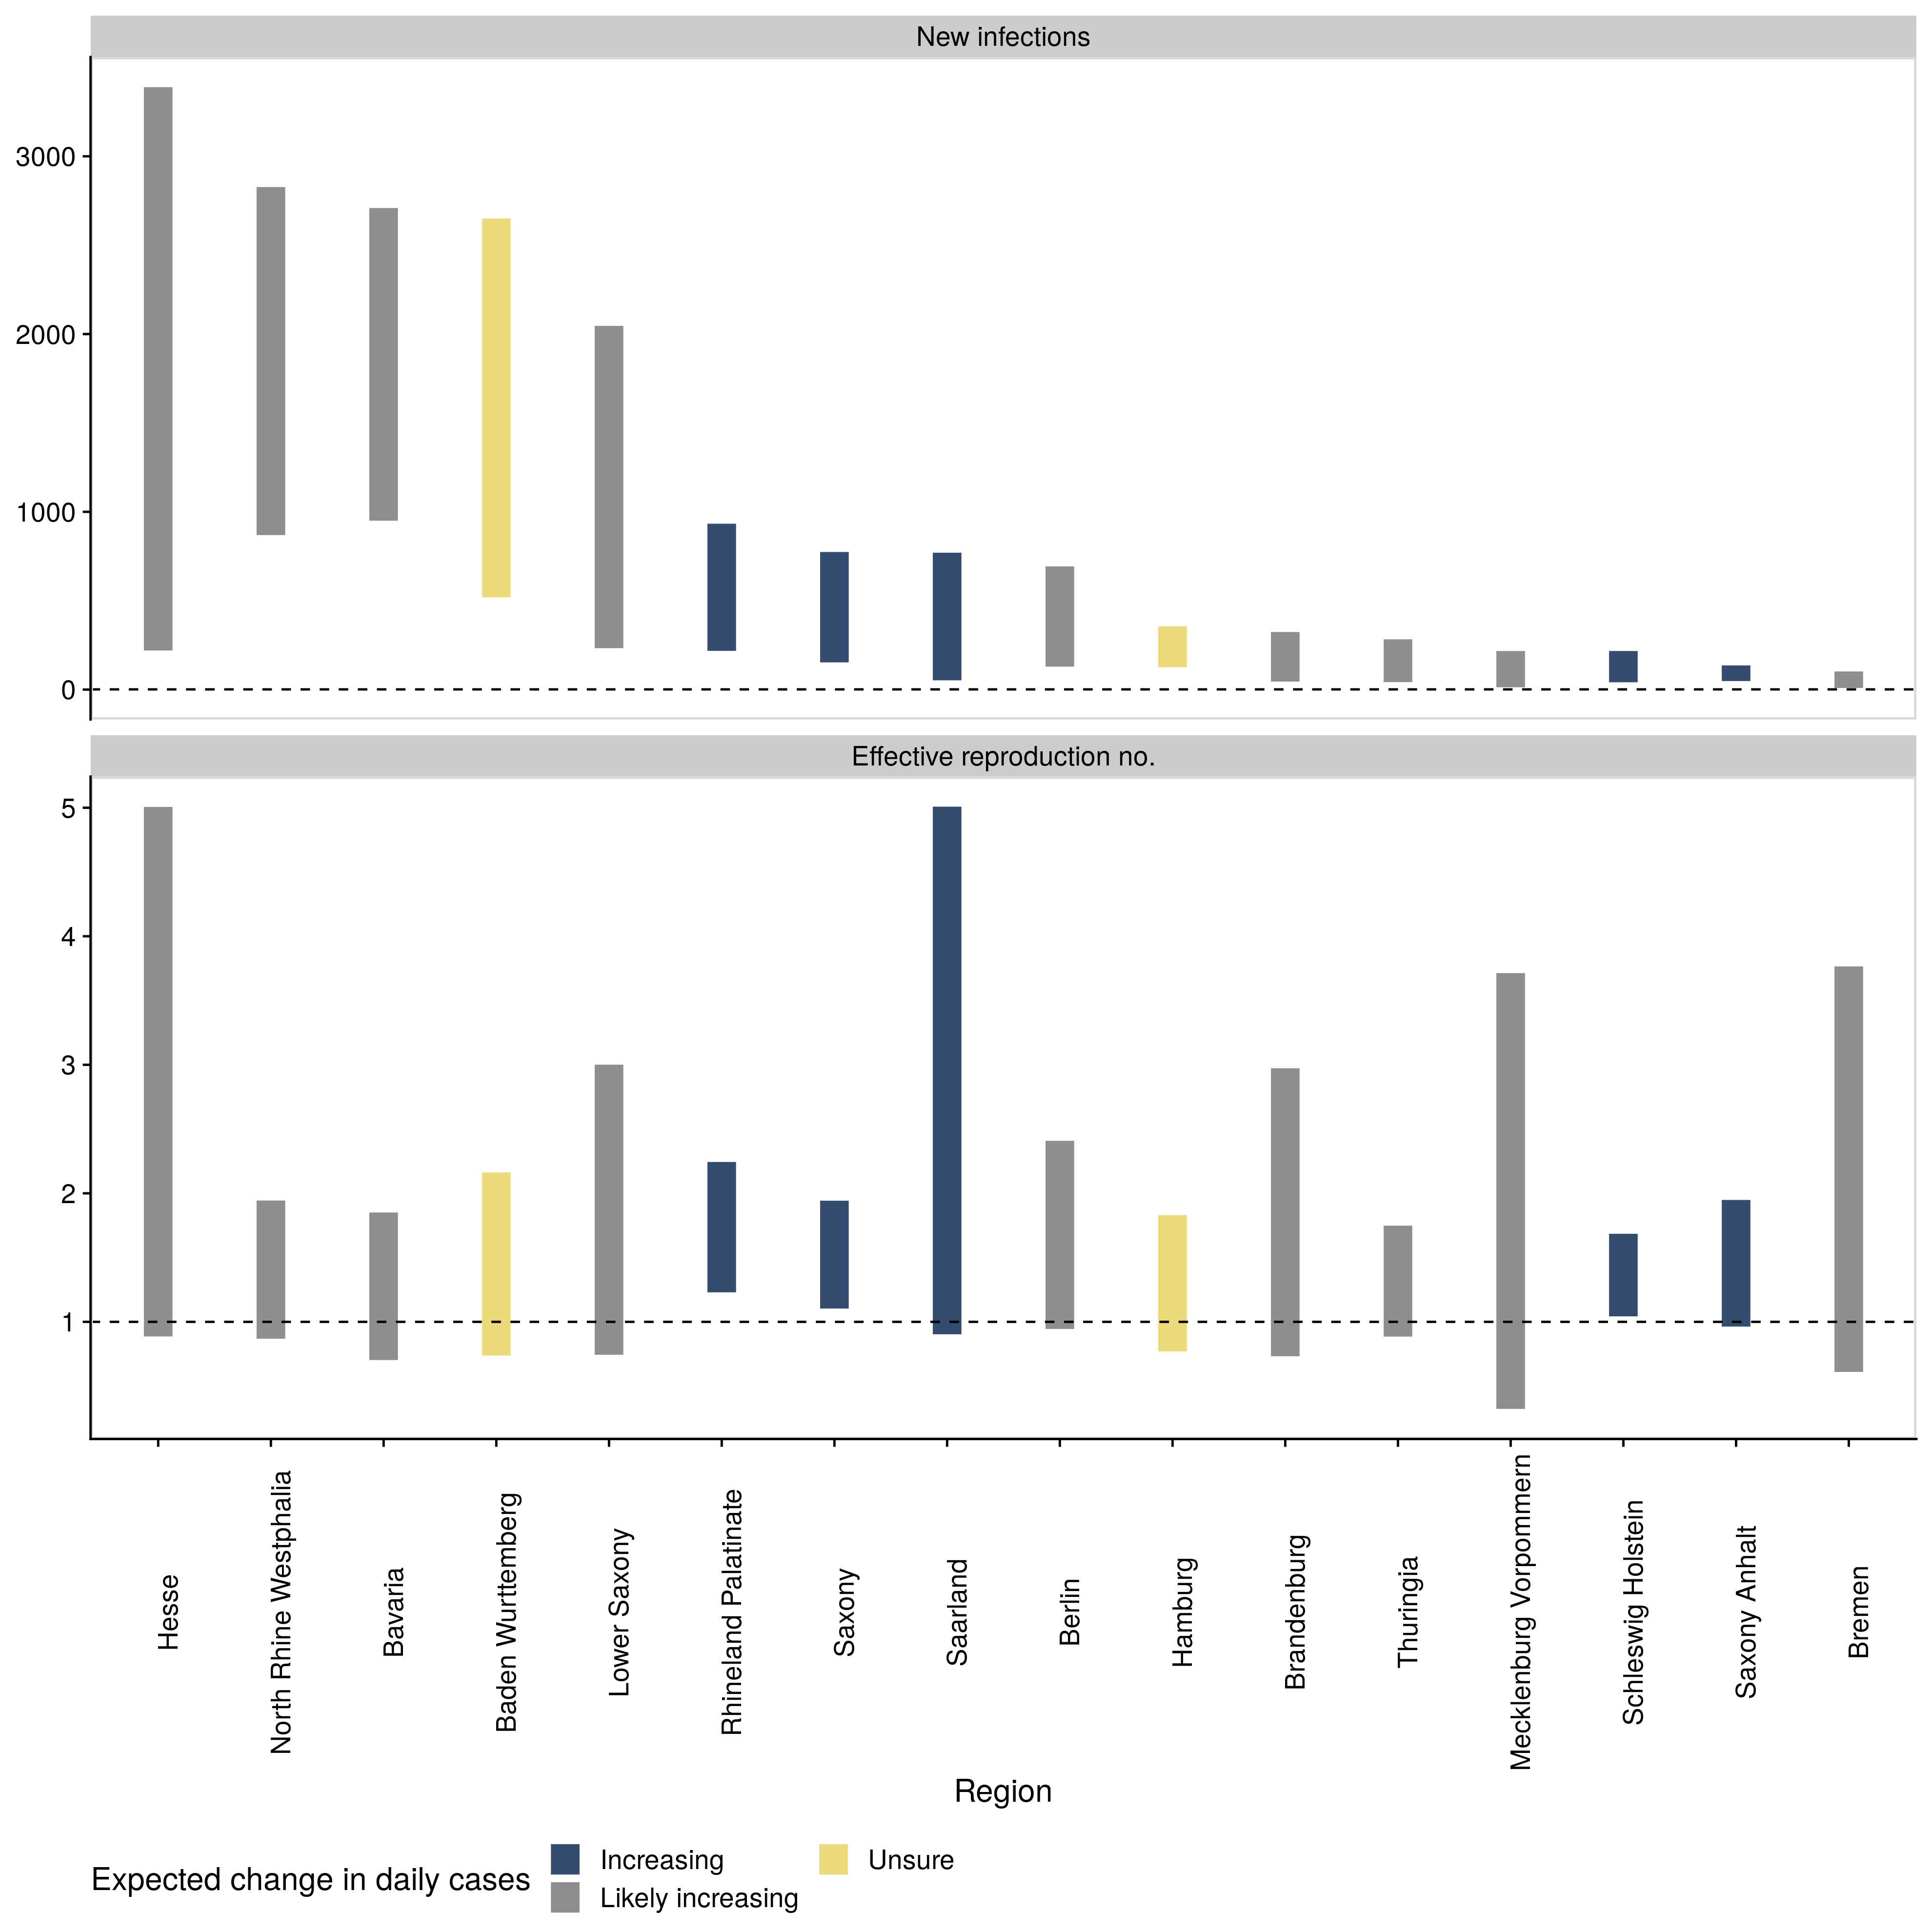 New infections
3000
2000
1000
0
Effective reproduction no.
5
4
3
2
1
Hesse
North Rhine Westphalia
Bavaria
Baden Wurttemberg
Lower Saxony
Rhineland Palatinate
Saxony
Saarland
Berlin
Hamburg
Brandenburg
Thuringia
Mecklenburg Vorpommern
Schleswig Holstein
Saxony Anhalt
Bremen
Region
Expected change in daily cases
Increasing
Unsure
Likely increasing